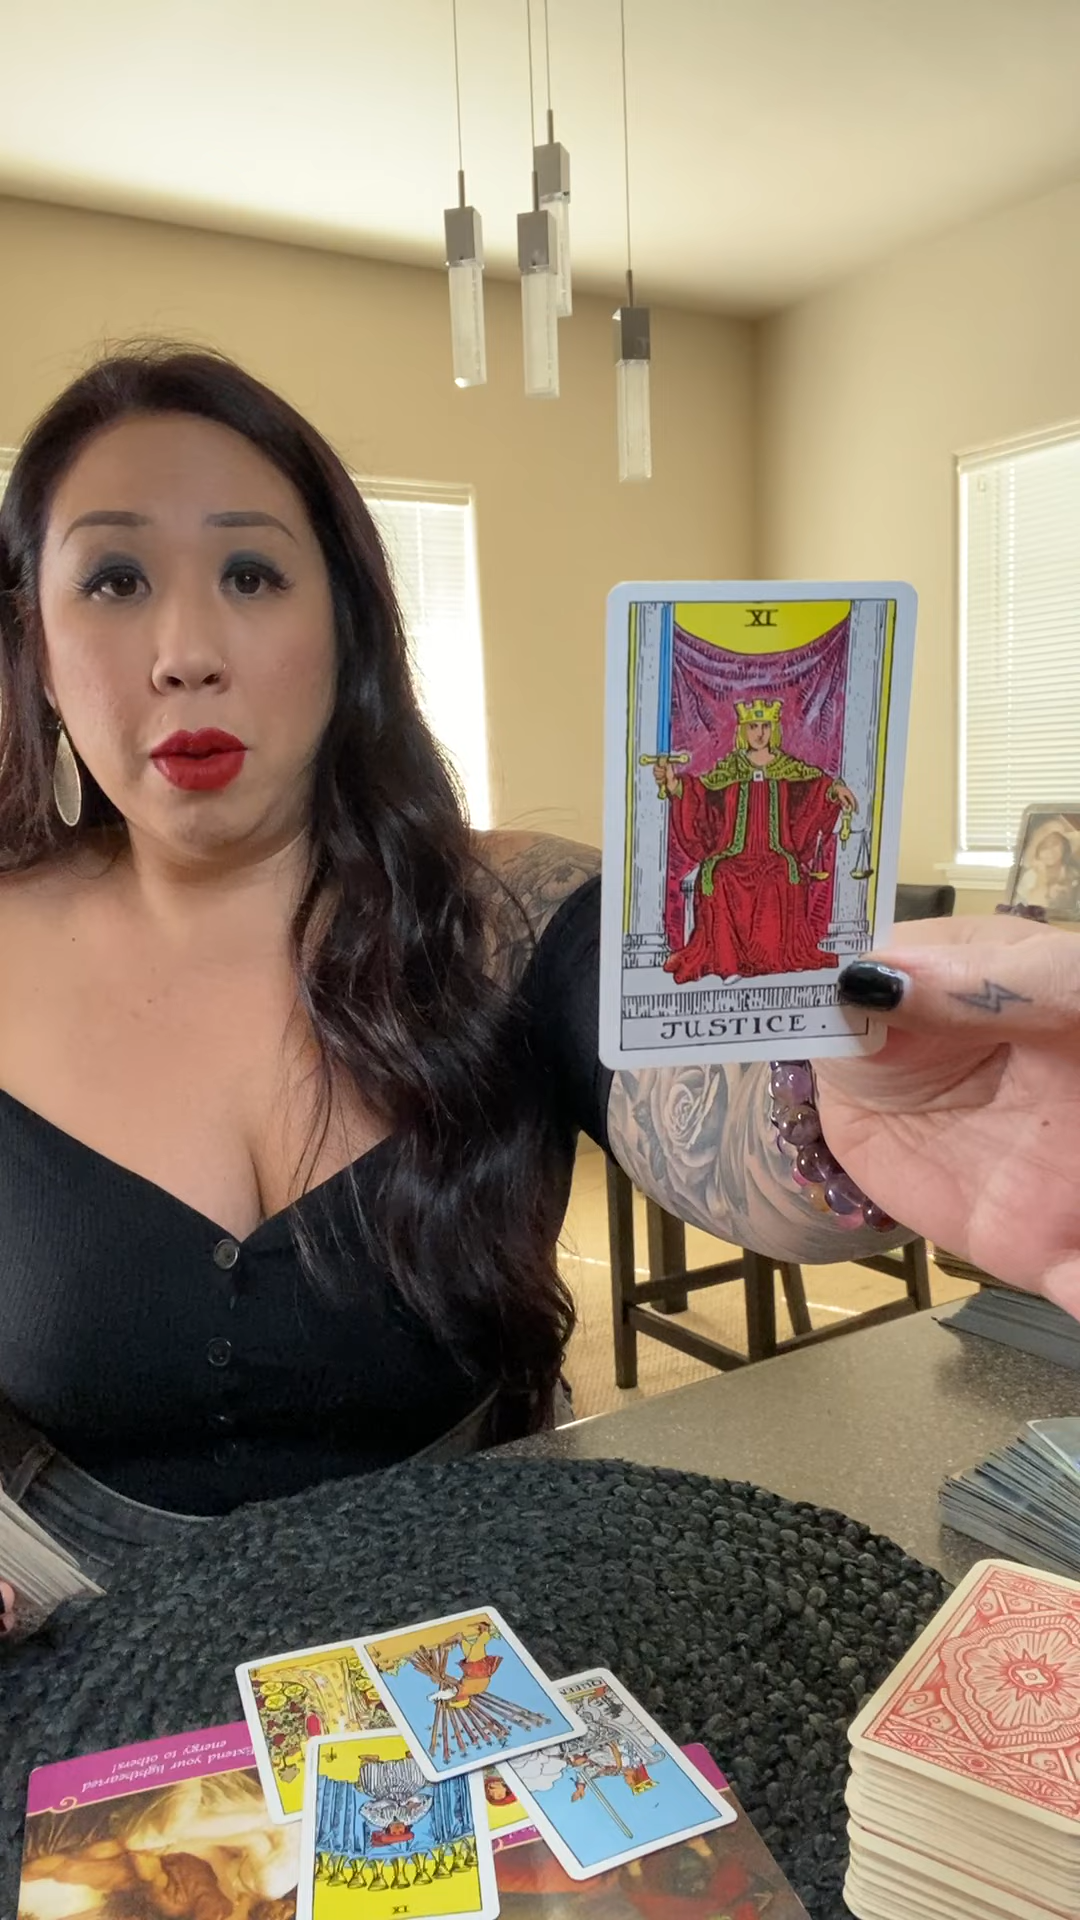 XI
JUSTICE.
Extend your lighthearted
energy to others!
QUEEN
IX